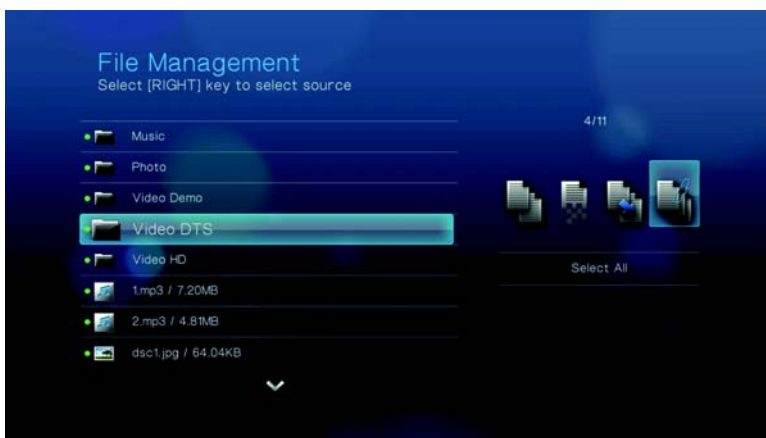 File Management
Select [RIGHT] key to select source
4/11
Music
Photo
Video Demo
Video DTS
Video HD
1.mp3 / 7.20MB
2.mp3 / 4.81MB
dsc1.jpg / 64.04KB
Select All